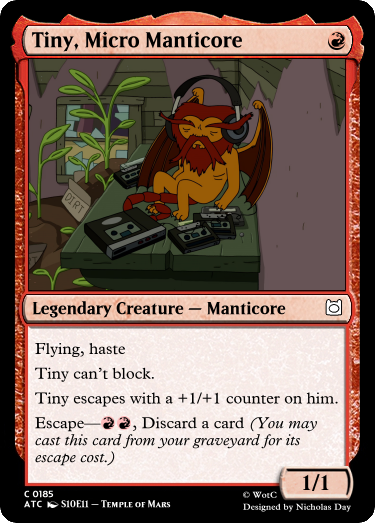 Tiny, Micro Manticore
DIRT
Legendary Creature — Manticore
Flying, haste
Tiny can't block.
Tiny escapes with a +1/+1 counter on him.
Escape—, Discard a card (You may
cast this card from your graveyard for its
escape cost.)
1/1
C 0185
ATC S10E11 – Temple of Mars
© WotC
Designed by Nicholas Day